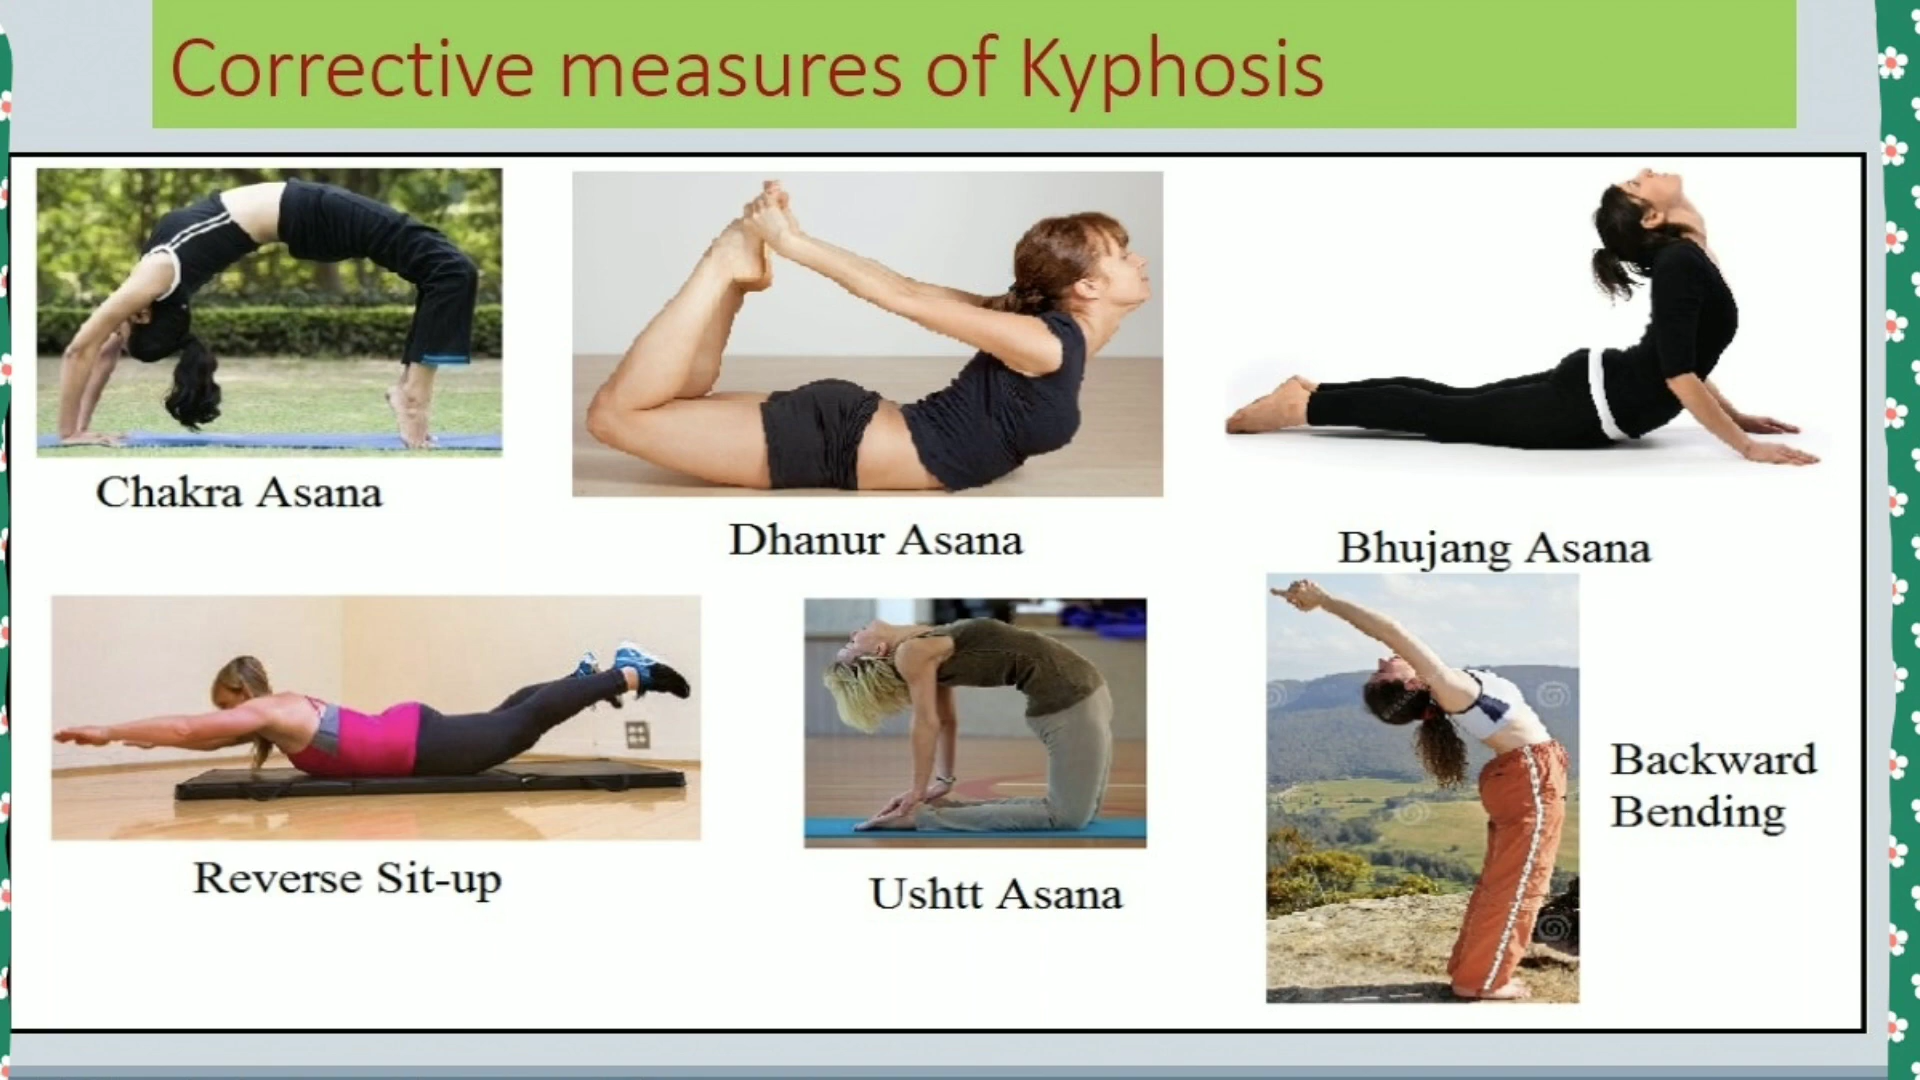 Corrective measures of Kyphosis
Chakra Asana
Dhanur Asana
Bhujang Asana
Reverse Sit-up
Ushtt Asana
Backward
Bending